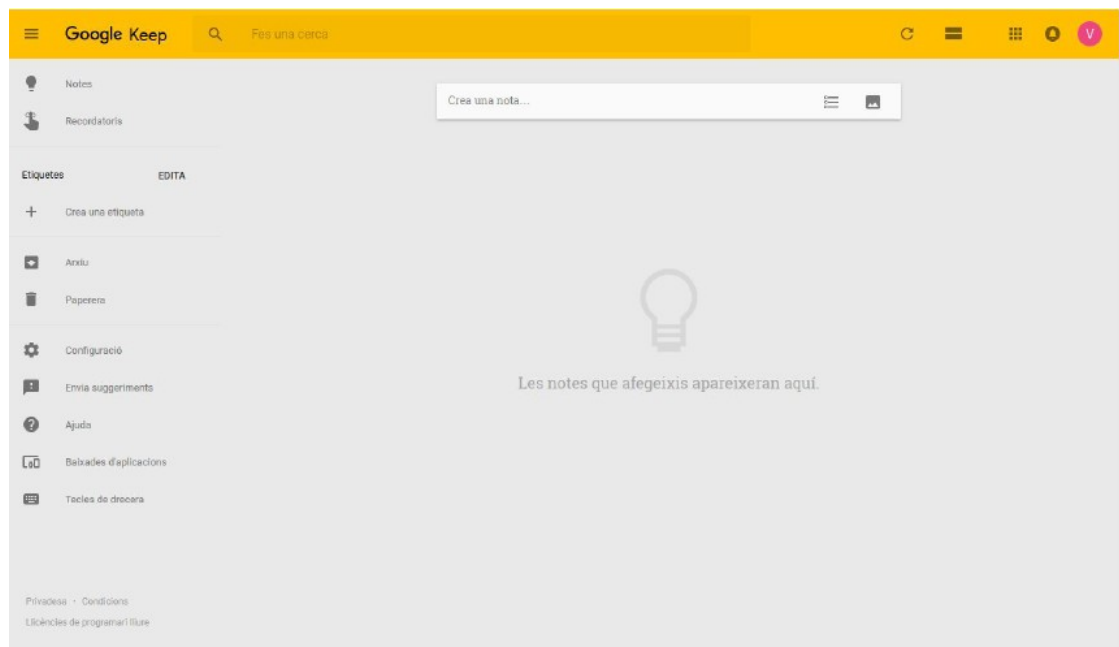 Google Keep
Fes una cerca
V
Notes
Recordatoris
Etiquetes EDITA
Crea una etiqueta
Arxiu
Paperera
Configuració
Envia suggeriments
Ajuda
Baixades d'aplicacions
Tecles de drecera
Privadesa · Condicions
Llicències de programari lliure
Crea una nota...
Les notes que afegeixis apareixeran aquí.